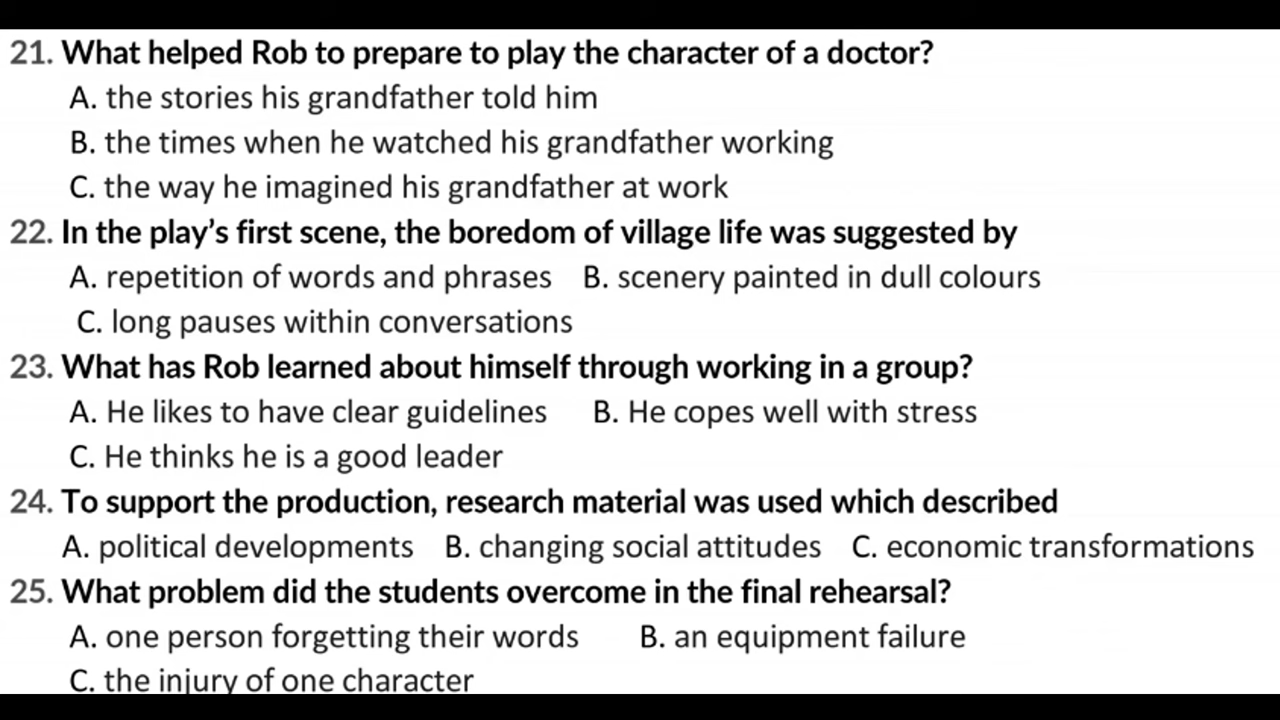 21. What helped Rob to prepare to play the character of a doctor?
A. the stories his grandfather told him
B. the times when he watched his grandfather working
C. the way he imagined his grandfather at work
22. In the play’s first scene, the boredom of village life was suggested by
A. repetition of words and phrases B. scenery painted in dull colours
C. long pauses within conversations
23. What has Rob learned about himself through working in a group?
A. He likes to have clear guidelines B. He copes well with stress
C. He thinks he is a good leader
24. To support the production, research material was used which described
A. political developments B. changing social attitudes C. economic transformations
25. What problem did the students overcome in the final rehearsal?
A. one person forgetting their words B. an equipment failure
C. the injury of one character